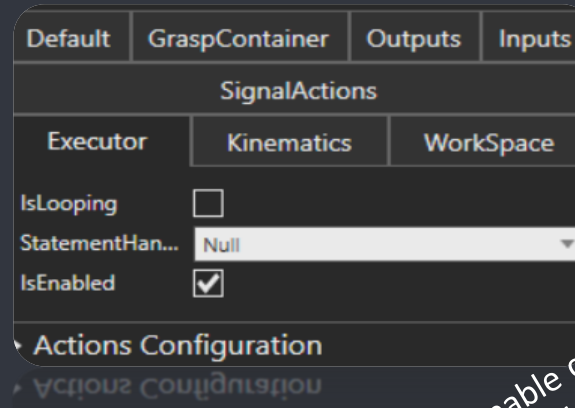 Default GraspContainer Outputs Inputs
SignalActions
Executor Kinematics WorkSpace
IsLooping
StatementHan... Null
IsEnabled
Actions Configuration